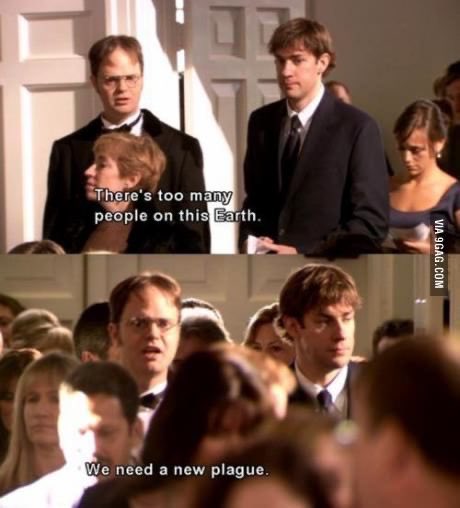 There's too many
people on this Earth.
VIA 9GAG.COM
We need a new plague.